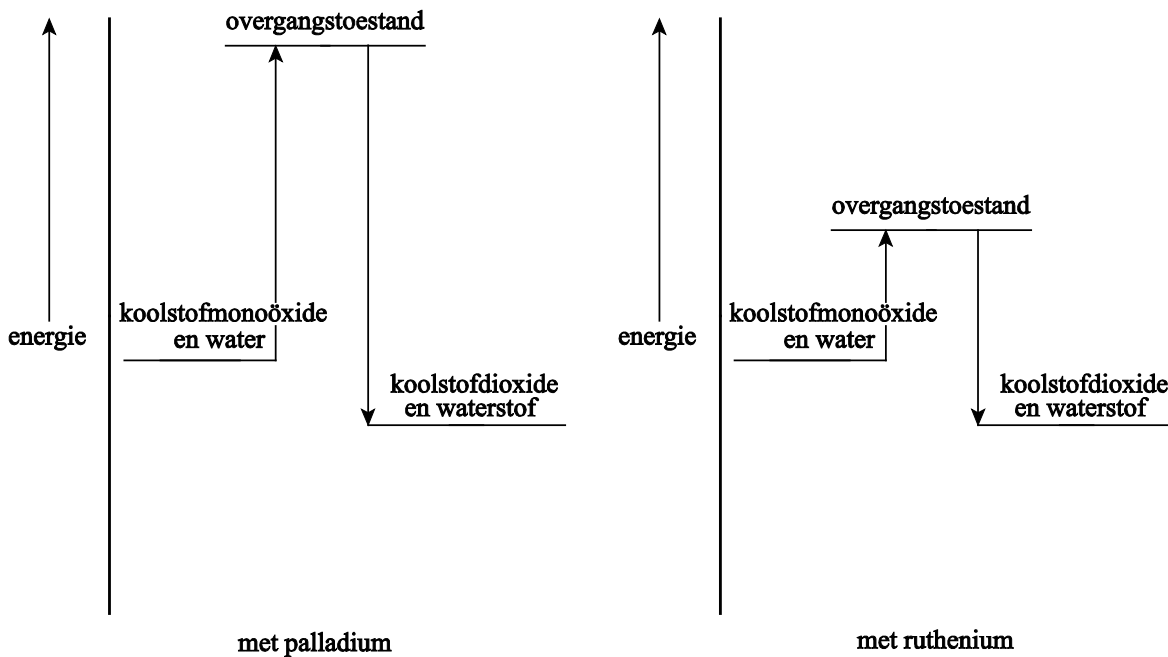 overgangstoestand
energie
koolstofmonoöxide
en water
koolstofdioxide
en waterstof
met palladium
overgangstoestand
energie
koolstofmonoöxide
en water
koolstofdioxide
en waterstof
met ruthenium